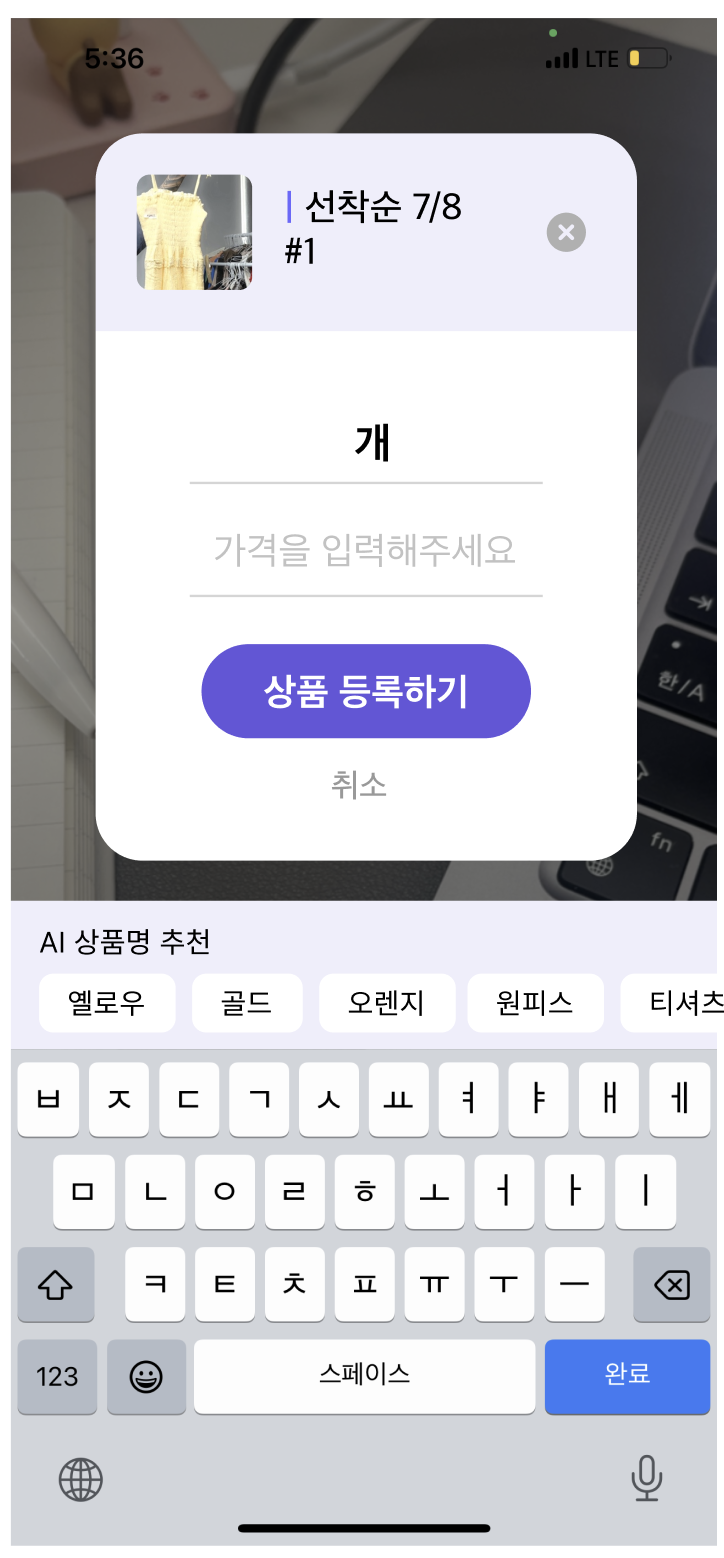 5:36
LTE
선착순 7/8
#1
개
가격을 입력해주세요
상품 등록하기
취소
한/A
fn
AI 상품명 추천
옐로우 골드 오렌지 원피스 티셔츠
ㅂ ㅈ ㄷ ㄱ ㅅ ㅛ ㅕ ㅑ ㅐ ㅔ
ㅁ ㄴ ㅇ ㄹ ㅎ ㅗ ㅓ ㅏ ㅣ
ㅋ ㅌ ㅊ ㅍ ㅠ ㅜ ㅡ
123 스페이스 완료